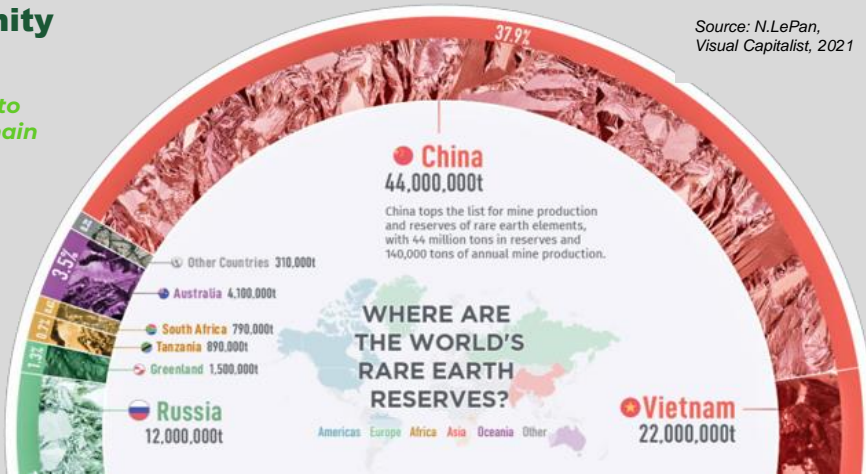 nity
Source: N.LePan,
Visual Capitalist, 2021
to
ain
37.9%
China
44,000,000t
China tops the list for mine production
and reserves of rare earth elements,
with 44 million tons in reserves and
140,000 tons of annual mine production.
Other Countries 310,000t
3.5%
Australia 4,100,000t
South Africa 790,000t
0.7%
Tanzania 890,000t
1.3%
Greenland 1,500,000t
WHERE ARE
THE WORLD'S
RARE EARTH
RESERVES?
Russia
12,000,000t
Vietnam
22,000,000t
Americas Europe Africa Asia Oceania Other